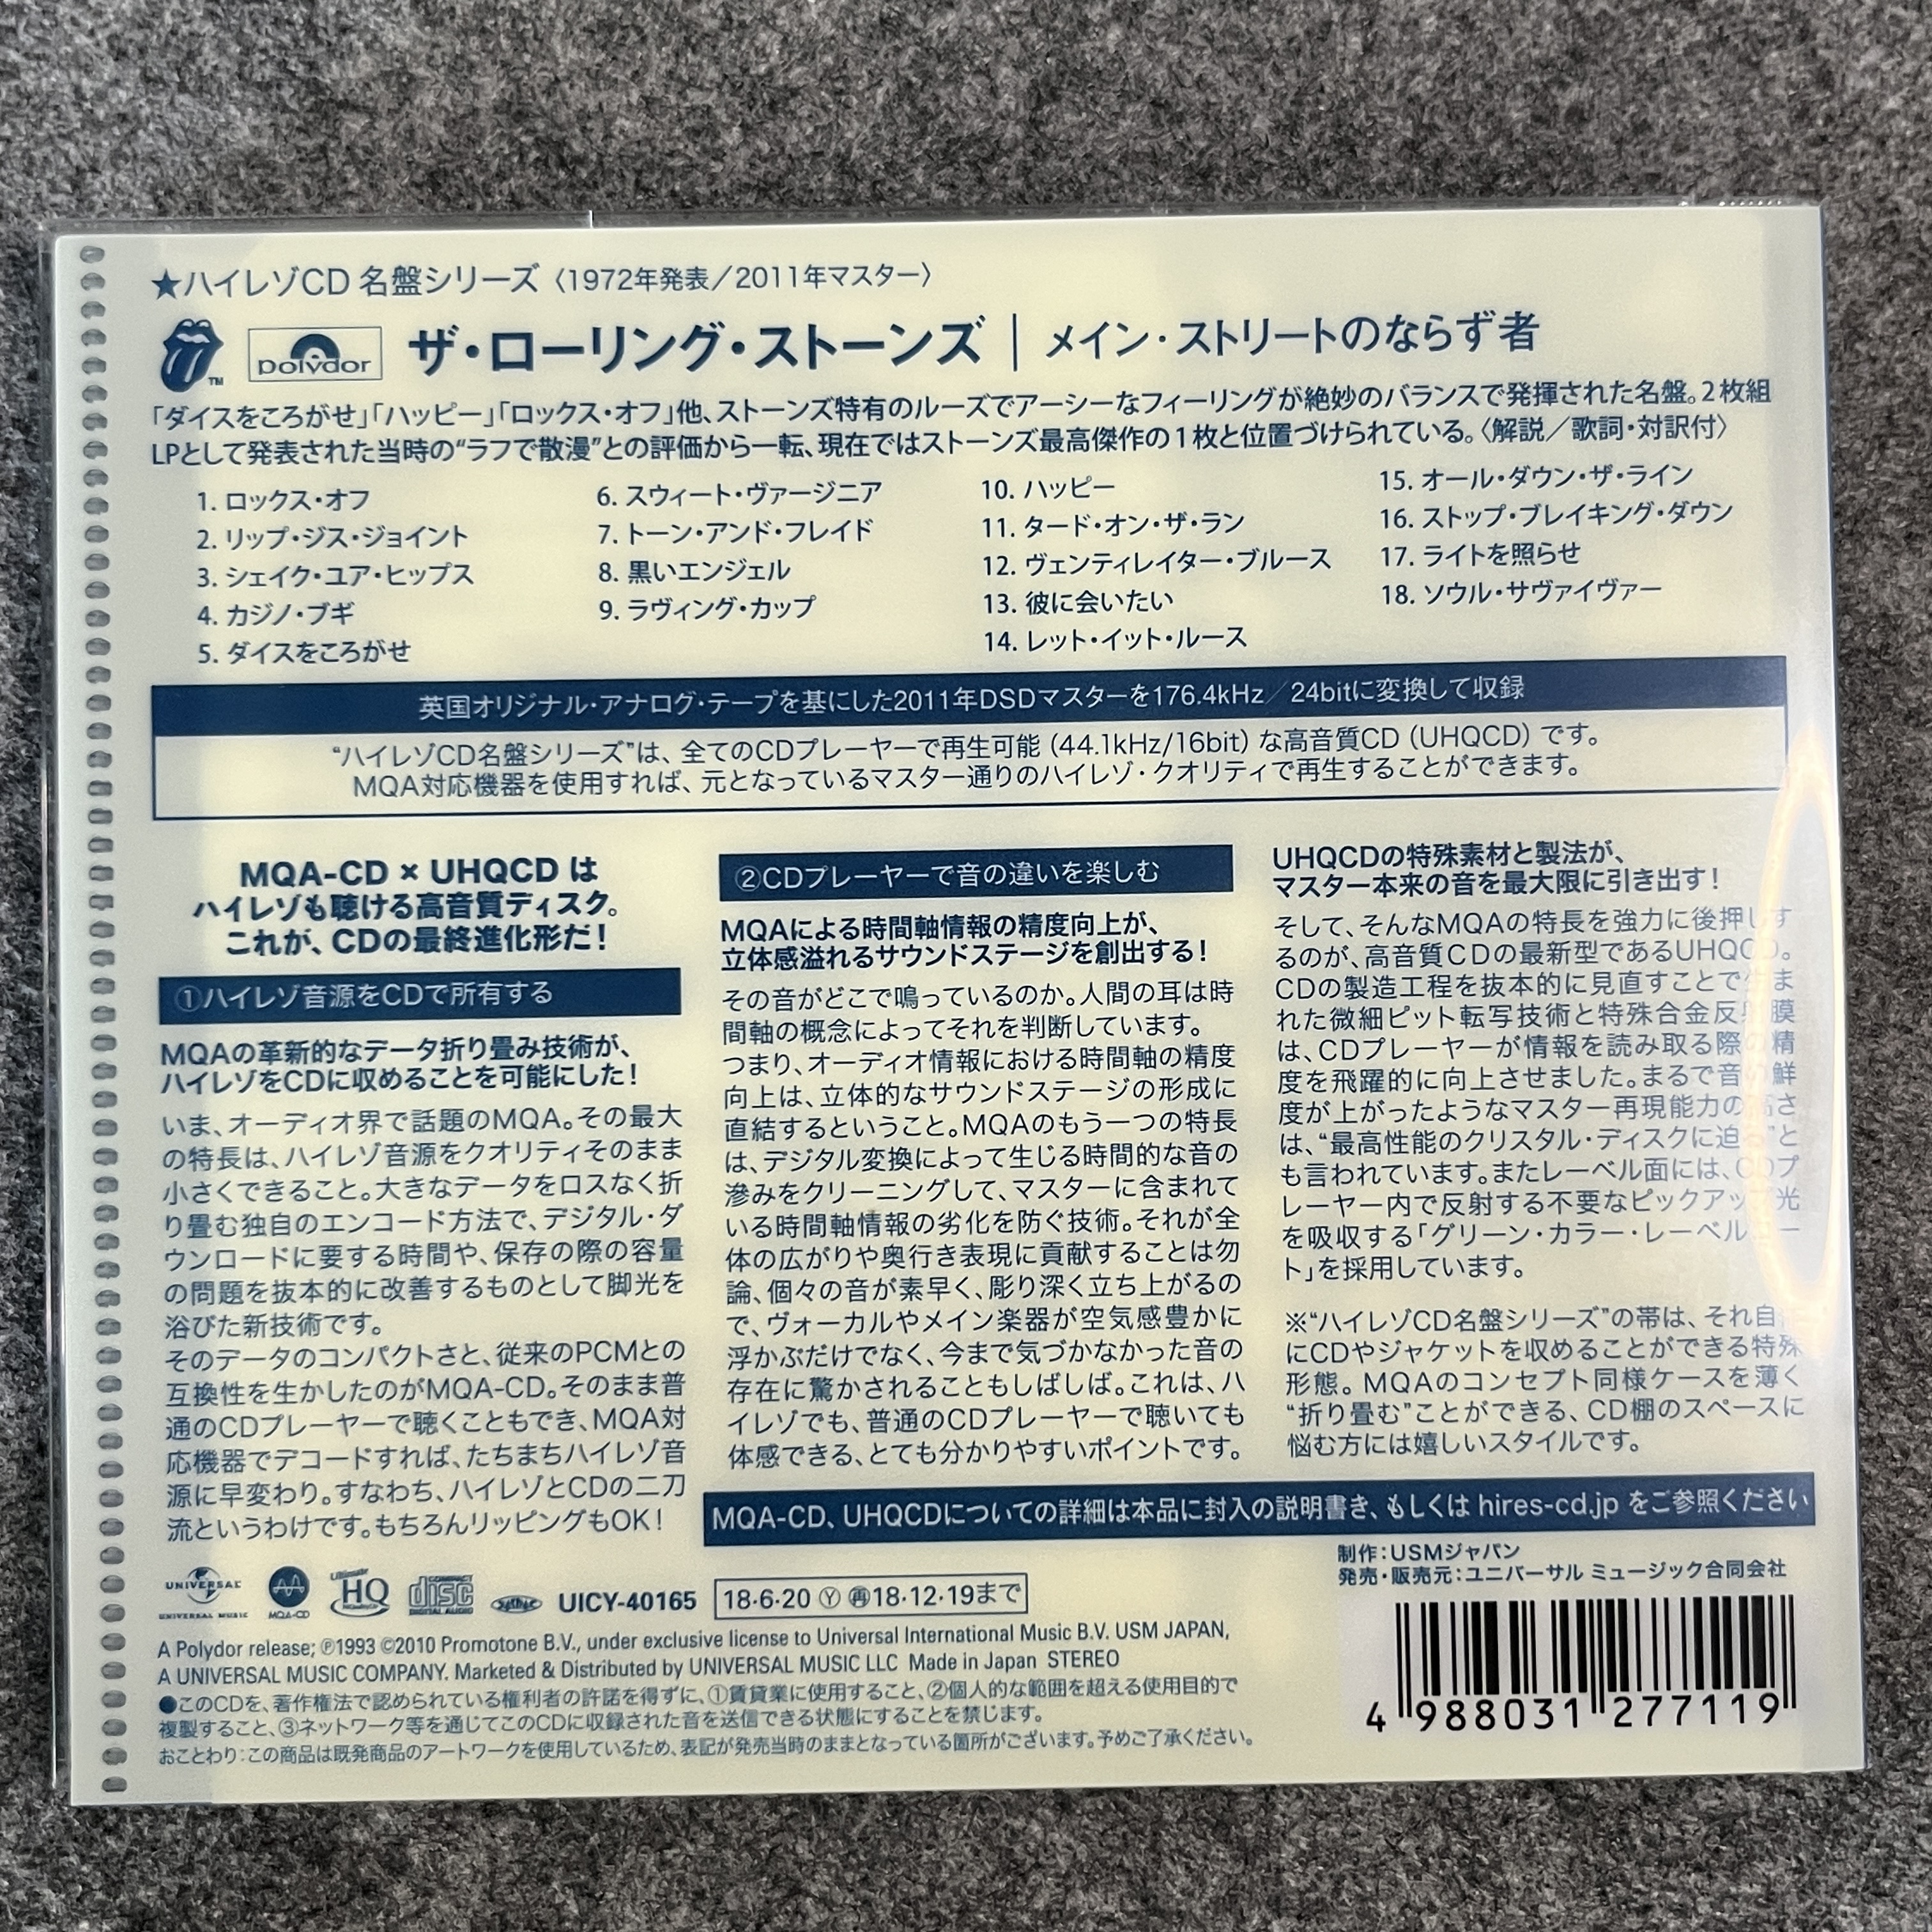 ★ハイレゾCD 名盤シリーズ〈1972年発表／2011年マスター〉
TM
polydor
ザ・ローリング・ストーンズ｜メイン・ストリートのならず者
「ダイスをころがせ」「ハッピー」「ロックス・オフ」他、ストーンズ特有のルーズでアーシーなフィーリングが絶妙のバランスで発揮された名盤。2枚組
LPとして発表された当時の“ラフで散漫”との評価から一転、現在ではストーンズ最高傑作の1枚と位置づけられている。〈解説／歌詞・対訳付〉
1. ロックス・オフ
2. リップ・ジス・ジョイント
3. シェイク・ユア・ヒップス
4. カジノ・ブギ
5. ダイスをころがせ
6. スウィート・ヴァージニア
7. トーン・アンド・フレイド
8. 黒いエンジェル
9. ラヴィング・カップ
10. ハッピー
11. タード・オン・ザ・ラン
12. ヴェンティレイター・ブルース
13. 彼に会いたい
14. レット・イット・ルース
15. オール・ダウン・ザ・ライン
16. ストップ・ブレイキング・ダウン
17. ライトを照らせ
18. ソウル・サヴァイヴァー
英国オリジナル・アナログ・テープを基にした2011年DSDマスターを176.4kHz／24bitに変換して収録
“ハイレゾCD名盤シリーズ”は、全てのCDプレーヤーで再生可能（44.1kHz/16bit）な高音質CD（UHQCD）です。
MQA対応機器を使用すれば、元となっているマスター通りのハイレゾ・クオリティで再生することができます。
MQA-CD × UHQCD は
ハイレゾも聴ける高音質ディスク。
これが、CDの最終進化形だ！
①ハイレゾ音源をCDで所有する
MQAの革新的なデータ折り畳み技術が、
ハイレゾをCDに収めることを可能にした！
いま、オーディオ界で話題のMQA。その最大
の特長は、ハイレゾ音源をクオリティそのまま
小さくできること。大きなデータをロスなく折
り畳む独自のエンコード方法で、デジタル・ダ
ウンロードに要する時間や、保存の際の容量
の問題を抜本的に改善するものとして脚光を
浴びた新技術です。
そのデータのコンパクトさと、従来のPCMとの
互換性を生かしたのがMQA-CD。そのまま普
通のCDプレーヤーで聴くこともでき、MQA対
応機器でデコードすれば、たちまちハイレゾ音
源に早変わり。すなわち、ハイレゾとCDの二刀
流というわけです。もちろんリッピングもOK！
②CDプレーヤーで音の違いを楽しむ
MQAによる時間軸情報の精度向上が、
立体感溢れるサウンドステージを創出する！
その音がどこで鳴っているのか。人間の耳は時
間軸の概念によってそれを判断しています。
つまり、オーディオ情報における時間軸の精度
向上は、立体的なサウンドステージの形成に
直結するということ。MQAのもう一つの特長
は、デジタル変換によって生じる時間的な音の
滲みをクリーニングして、マスターに含まれて
いる時間軸情報の劣化を防ぐ技術。それが全
体の広がりや奥行き表現に貢献することは勿
論、個々の音が素早く、彫り深く立ち上がるの
で、ヴォーカルやメイン楽器が空気感豊かに
浮かぶだけでなく、今まで気づかなかった音の
存在に驚かされることもしばしば。これは、ハ
イレゾでも、普通のCDプレーヤーで聴いても
体感できる、とても分かりやすいポイントです。
UHQCDの特殊素材と製法が、
マスター本来の音を最大限に引き出す！
そして、そんなMQAの特長を強力に後押しす
るのが、高音質CDの最新型であるUHQCD。
CDの製造工程を抜本的に見直すことで生ま
れた微細ピット転写技術と特殊合金反射膜
は、CDプレーヤーが情報を読み取る際の精
度を飛躍的に向上させました。まるで音の鮮
度が上がったようなマスター再現能力の高さ
は、“最高性能のクリスタル・ディスクに迫る”と
も言われています。またレーベル面には、CDプ
レーヤー内で反射する不要なピックアップ光
を吸収する「グリーン・カラー・レーベルコー
ト」を採用しています。
※“ハイレゾCD名盤シリーズ”の帯は、それ自体
にCDやジャケットを収めることができる特殊
形態。MQAのコンセプト同様ケースを薄く
“折り畳む”ことができる、CD棚のスペースに
悩む方には嬉しいスタイルです。
MQA-CD、UHQCDについての詳細は本品に封入の説明書き、もしくは hires-cd.jp をご参照ください
制作：USMジャパン
発売・販売元：ユニバーサル ミュージック合同会社
UNIVERSAL
UNIVERSAL MUSIC
MQA-CD
Ultimate HQ
COMPACT disc DIGITAL AUDIO
UICY-40165
18・6・20 Ⓨ ㊢18・12・19まで
A Polydor release; ℗1993 ©2010 Promotone B.V., under exclusive license to Universal International Music B.V. USM JAPAN,
A UNIVERSAL MUSIC COMPANY. Marketed & Distributed by UNIVERSAL MUSIC LLC Made in Japan STEREO
●このCDを、著作権法で認められている権利者の許諾を得ずに、①賃貸業に使用すること、②個人的な範囲を超える使用目的で
複製すること、③ネットワーク等を通じてこのCDに収録された音を送信できる状態にすることを禁じます。
おことわり：この商品は既発商品のアートワークを使用しているため、表記が発売当時のままとなっている箇所がございます。予めご了承ください。
4 988031 277119